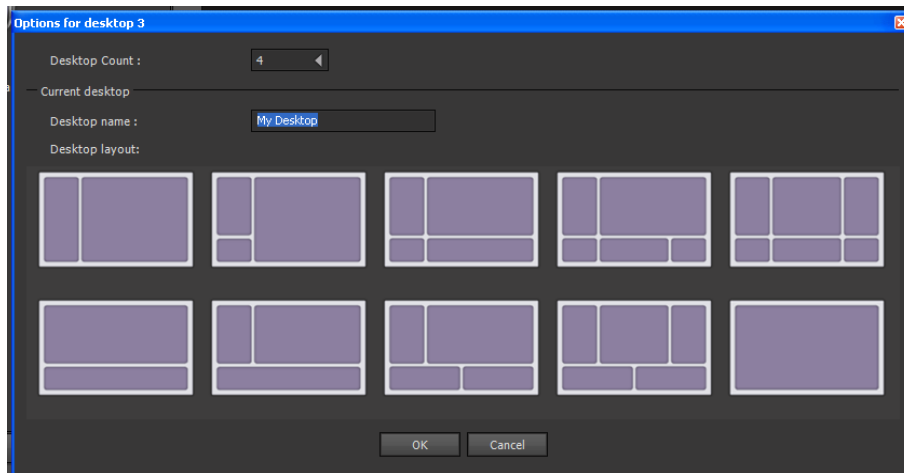 Options for desktop 3
Desktop Count : 4
Current desktop
Desktop name : My Desktop
Desktop layout:
OK Cancel